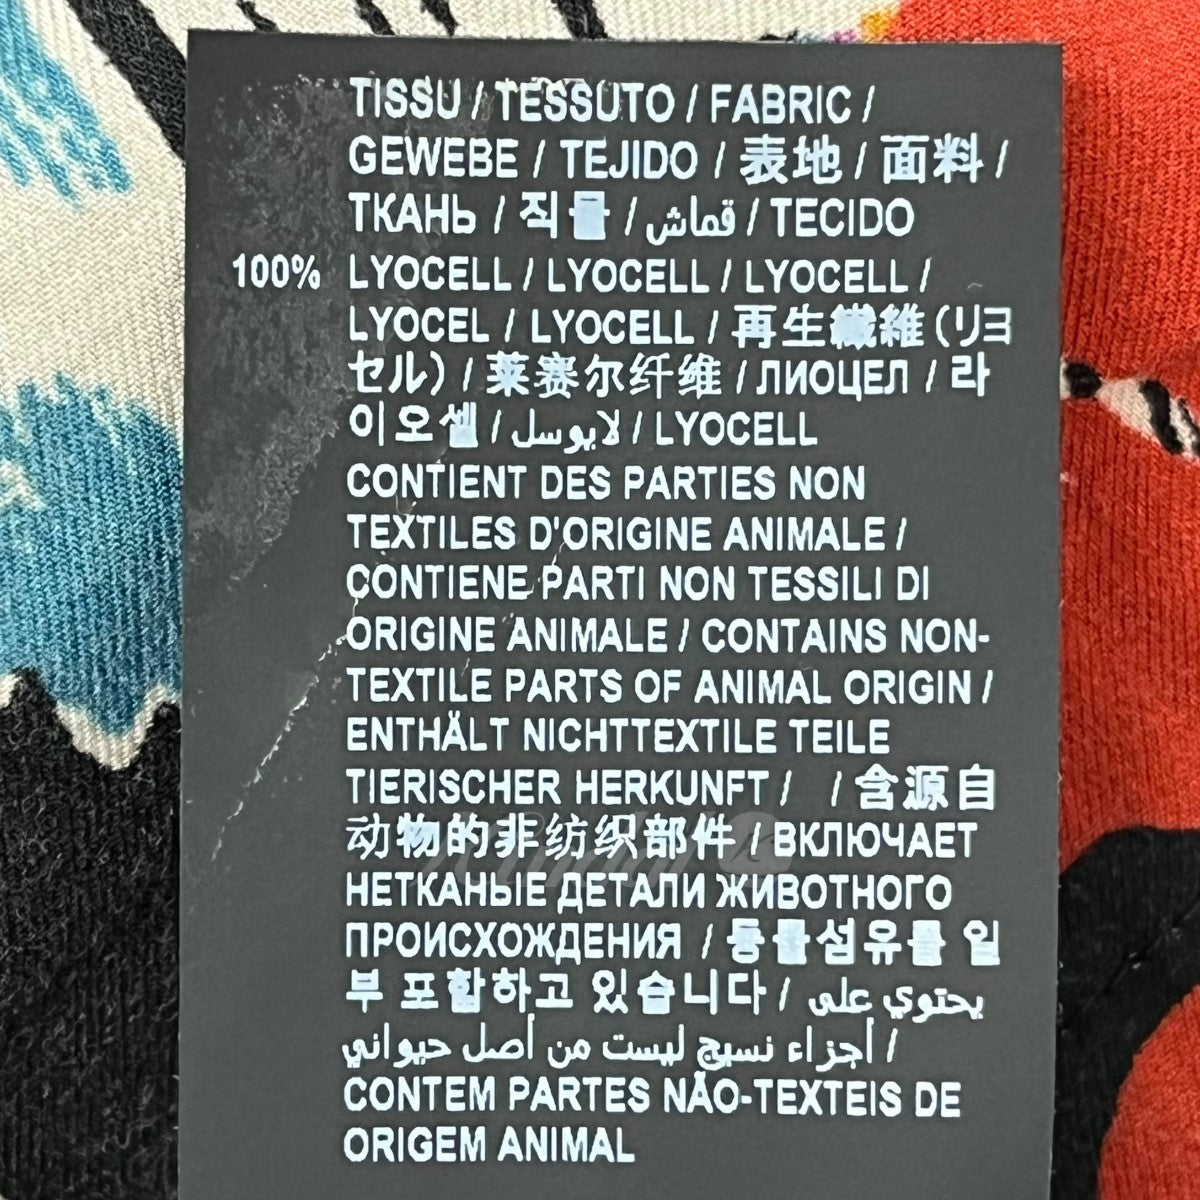 TISSU / TESSUTO / FABRIC /
GEWEBE / TEJIDO / 表地 / 面料 /
ТКАНЬ / 직물 / قماش / TECIDO
100% LYOCELL / LYOCELL / LYOCELL /
LYOCEL / LYOCELL / 再生繊維 (リヨ
セル) / 莱赛尔纤维 / ЛИОЦЕЛ / 라
이오셀 / لايوسل / LYOCELL
CONTIENT DES PARTIES NON
TEXTILES D'ORIGINE ANIMALE /
CONTIENE PARTI NON TESSILI DI
ORIGINE ANIMALE / CONTAINS NON-
TEXTILE PARTS OF ANIMAL ORIGIN /
ENTHÄLT NICHTTEXTILE TEILE
TIERISCHER HERKUNFT / / 含源自
动物的非纺织部件 / ВКЛЮЧАЕТ
НЕТКАНЫЕ ДЕТАЛИ ЖИВОТНОГО
ПРОИСХОЖДЕНИЯ / 동물섬유를 일
부 포함하고 있습니다 / يحتوي على
أجزاء نسيج ليست من أصل حيواني /
CONTEM PARTES NÃO-TEXTEIS DE
ORIGEM ANIMAL